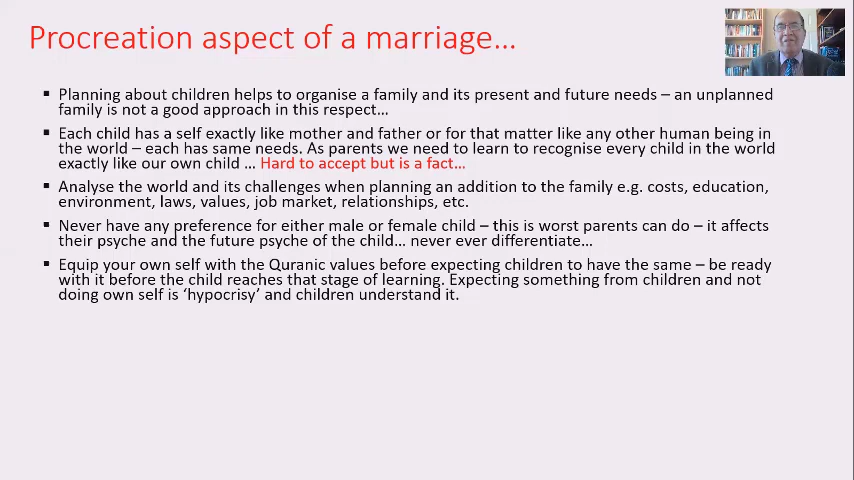 Procreation aspect of a marriage...
▪ Planning about children helps to organise a family and its present and future needs – an unplanned
family is not a good approach in this respect...
▪ Each child has a self exactly like mother and father or for that matter like any other human being in
the world – each has same needs. As parents we need to learn to recognise every child in the world
exactly like our own child ... Hard to accept but is a fact...
▪ Analyse the world and its challenges when planning an addition to the family e.g. costs, education,
environment, laws, values, job market, relationships, etc.
▪ Never have any preference for either male or female child – this is worst parents can do – it affects
their psyche and the future psyche of the child... never ever differentiate...
▪ Equip your own self with the Quranic values before expecting children to have the same – be ready
with it before the child reaches that stage of learning. Expecting something from children and not
doing own self is ‘hypocrisy’ and children understand it.